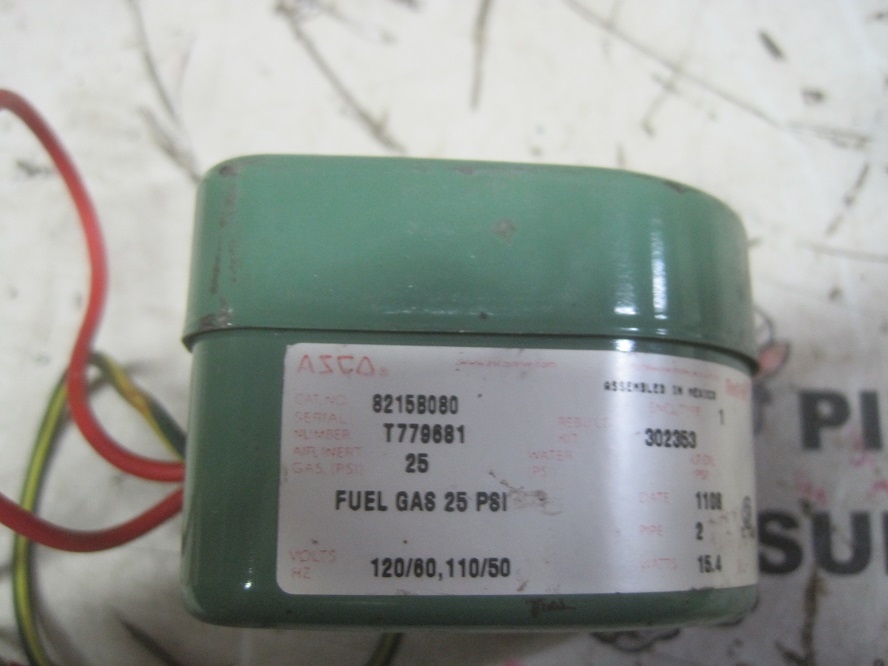 ASCO®
ASSEMBLED IN MEXICO
CAT.NO. 8215B080 1
SERIAL
NUMBER T779681 REBUILD
KIT 302353
AIR/INERT
GAS. (PSI) 25 WATER
FUEL GAS 25 PSI DATE 1108
PIPE 2
VOLTS
HZ 120/60,110/50 WATTS 15.4
PI
SU